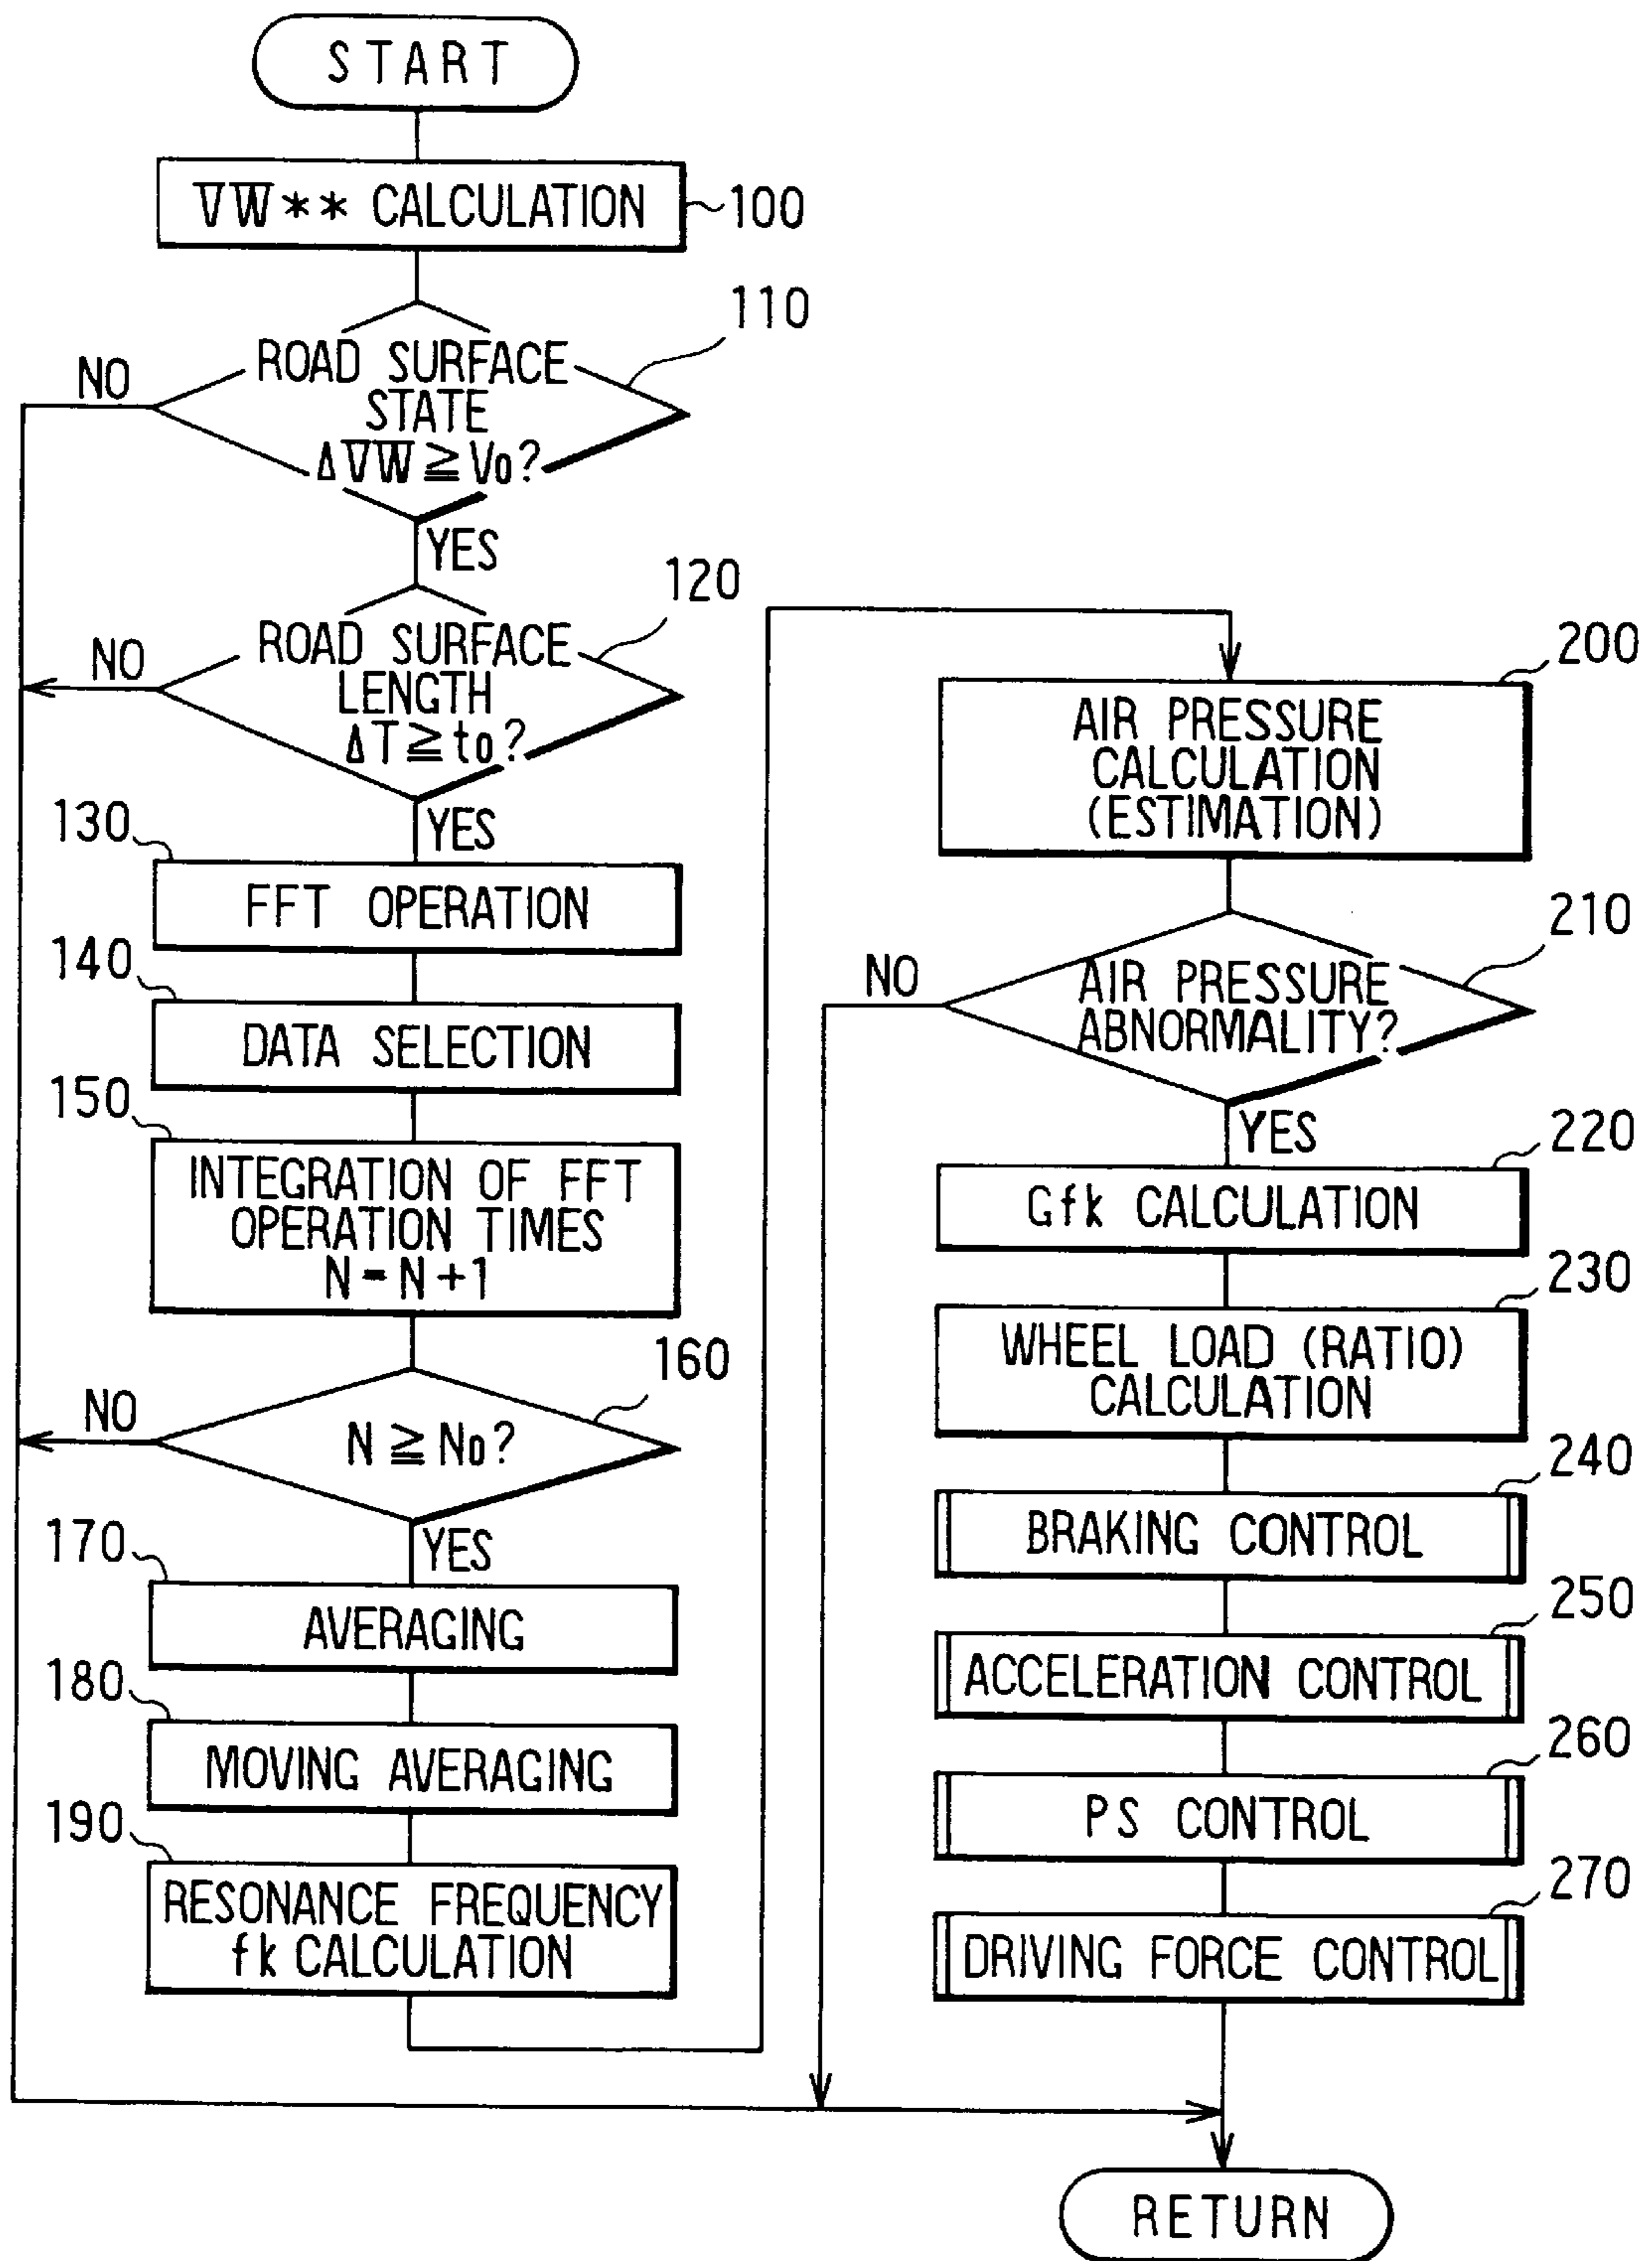 START
VW** CALCULATION
100
110
ROAD SURFACE
STATE
ΔVW ≧ Vo?
NO
YES
120
ROAD SURFACE
LENGTH
ΔT ≧ to?
NO
YES
130
FFT OPERATION
140
DATA SELECTION
150
INTEGRATION OF FFT
OPERATION TIMES
N = N + 1
160
N ≧ No?
NO
YES
170
AVERAGING
180
MOVING AVERAGING
190
RESONANCE FREQUENCY
fk CALCULATION
200
AIR PRESSURE
CALCULATION
(ESTIMATION)
210
AIR PRESSURE
ABNORMALITY?
NO
YES
220
Gfk CALCULATION
230
WHEEL LOAD (RATIO)
CALCULATION
240
BRAKING CONTROL
250
ACCELERATION CONTROL
260
PS CONTROL
270
DRIVING FORCE CONTROL
RETURN